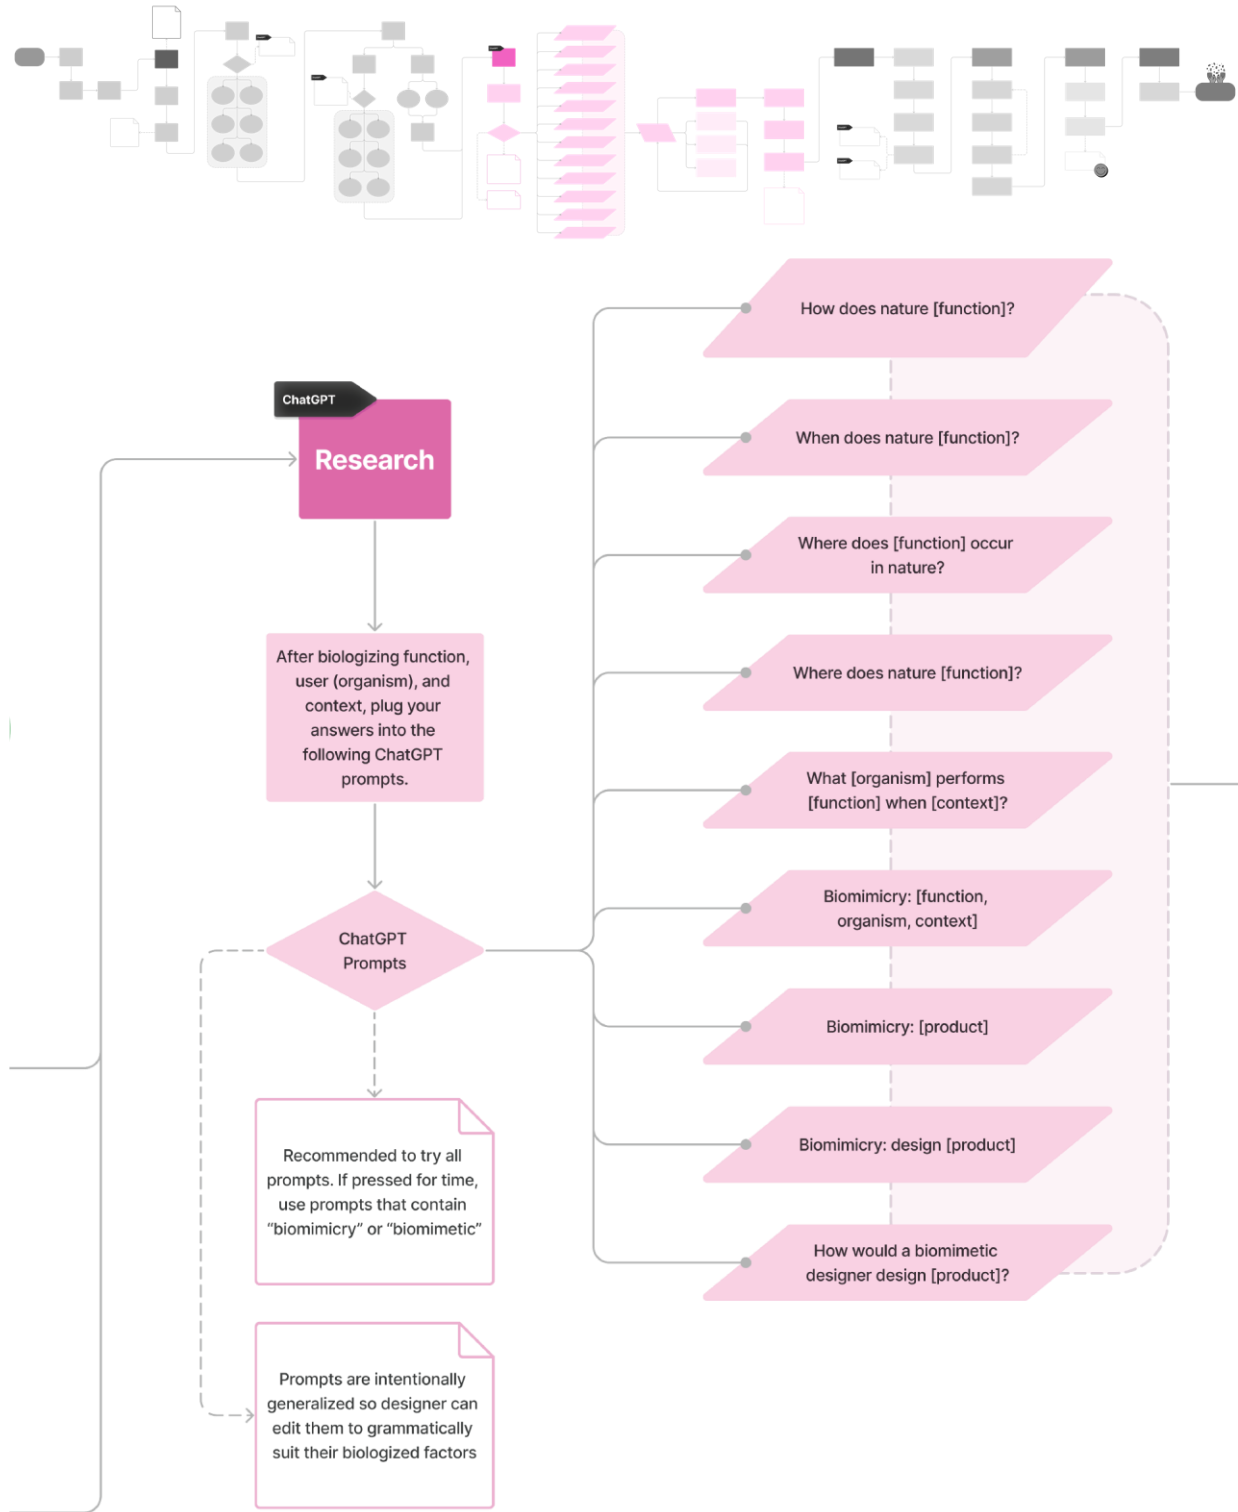 ChatGPT
Research
After biologizing function,
user (organism), and
context, plug your
answers into the
following ChatGPT
prompts.
ChatGPT
Prompts
Recommended to try all
prompts. If pressed for time,
use prompts that contain
“biomimicry” or “biomimetic”
Prompts are intentionally
generalized so designer can
edit them to grammatically
suit their biologized factors
How does nature [function]?
When does nature [function]?
Where does [function] occur
in nature?
Where does nature [function]?
What [organism] performs
[function] when [context]?
Biomimicry: [function,
organism, context]
Biomimicry: [product]
Biomimicry: design [product]
How would a biomimetic
designer design [product]?